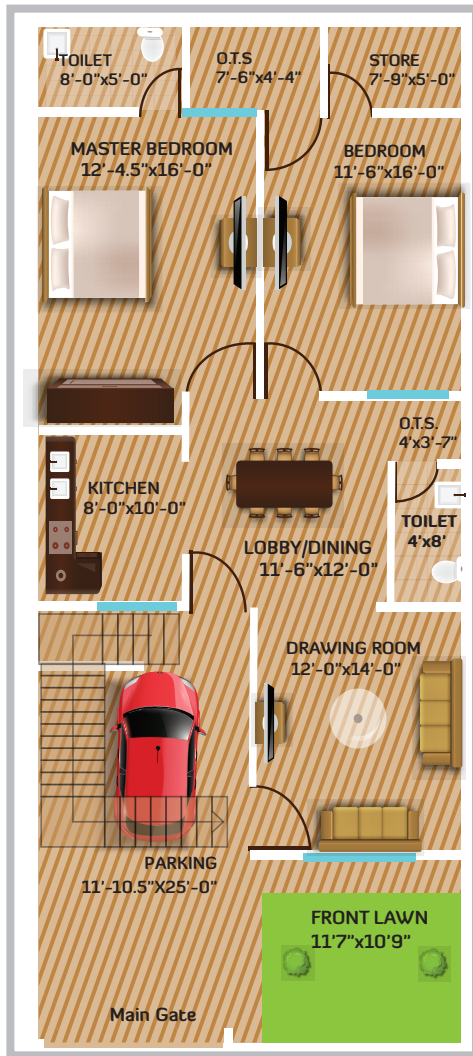 TOILET
8'-0"x5'-0"
O.T.S
7'-6"x4'-4"
STORE
7'-9"x5'-0"
MASTER BEDROOM
12'-4.5"x16'-0"
BEDROOM
11'-6"x16'-0"
O.T.S.
4'x3'-7"
KITCHEN
8'-0"x10'-0"
TOILET
4'x8'
LOBBY/DINING
11'-6"x12'-0"
DRAWING ROOM
12'-0"x14'-0"
PARKING
11'-10.5"X25'-0"
FRONT LAWN
11'7"x10'9"
Main Gate